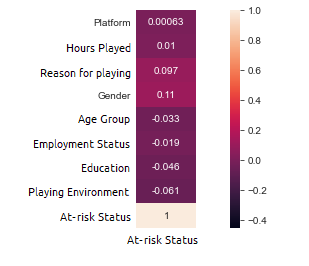 Platform 0.00063
Hours Played 0.01
Reason for playing 0.097
Gender 0.11
Age Group -0.033
Employment Status -0.019
Education -0.046
Playing Environment -0.061
At-risk Status 1
At-risk Status
1.0
0.8
0.6
0.4
0.2
0.0
−0.2
−0.4